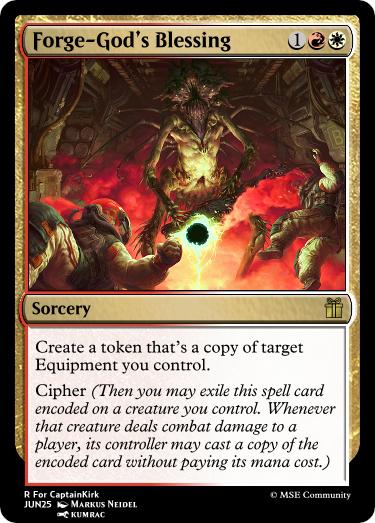 Forge-God's Blessing
1
Sorcery
Create a token that's a copy of target
Equipment you control.
Cipher (Then you may exile this spell card
encoded on a creature you control. Whenever
that creature deals combat damage to a
player, its controller may cast a copy of the
encoded card without paying its mana cost.)
R For CaptainKirk
JUN25 Markus Neidel
KUMRAC
© MSE Community